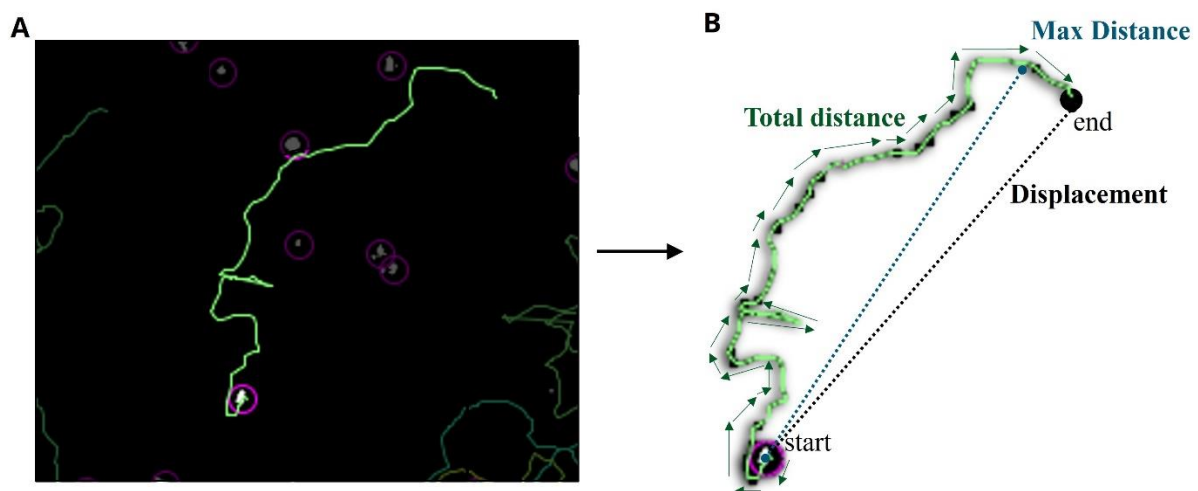 A
B
Max Distance
Total distance
end
Displacement
start